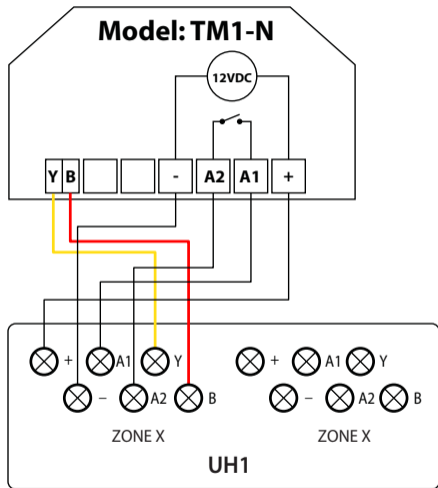 Model: TM1-N
12VDC
Y B - A2 A1 +
+ A1 Y + A1 Y
- A2 B - A2 B
ZONE X ZONE X
UH1